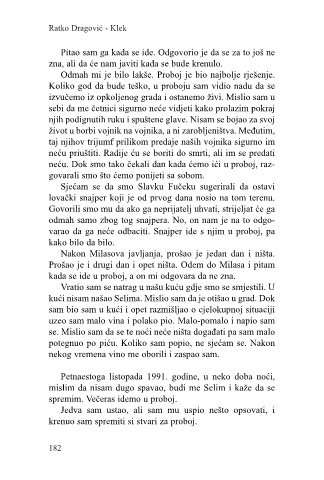 Ratko Dragović - Klek
Pitao sam ga kada se ide. Odgovorio je da se za to još ne
zna, ali da će nam javiti kada se bude krenulo.
Odmah mi je bilo lakše. Proboj je bio najbolje rješenje.
Koliko god da bude teško, u proboju sam vidio nadu da se
izvučemo iz opkoljenog grada i ostanemo živi. Mislio sam u
sebi da me četnici sigurno neće vidjeti kako prolazim pokraj
njih podignutih ruku i spuštene glave. Nisam se bojao za svoj
život u borbi vojnik na vojnika, a ni zarobljeništva. Međutim,
taj njihov trijumf prilikom predaje naših vojnika sigurno im
neću priuštiti. Radije ću se boriti do smrti, ali im se predati
neću. Dok smo tako čekali dan kada ćemo ići u proboj, raz-
govarali smo što ćemo ponijeti sa sobom.
Sjećam se da smo Slavku Fučeku sugerirali da ostavi
lovački snajper koji je od prvog dana nosio na tom terenu.
Govorili smo mu da ako ga neprijatelj uhvati, strijeljat će ga
odmah samo zbog tog snajpera. No, on nam je na to odgo-
varao da ga neće odbaciti. Snajper ide s njim u proboj, pa
kako bilo da bilo.
Nakon Milasova javljanja, prošao je jedan dan i ništa.
Prošao je i drugi dan i opet ništa. Odem do Milasa i pitam
kada se ide u proboj, a on mi odgovara da ne zna.
Vratio sam se natrag u našu kuću gdje smo se smjestili. U
kući nisam našao Selima. Mislio sam da je otišao u grad. Dok
sam bio sam u kući i opet razmišljao o cjelokupnoj situaciji
uzeo sam malo vina i polako pio. Malo-pomalo i napio sam
se. Mislio sam da se te noći neće ništa događati pa sam malo
potegnuo po piću. Koliko sam popio, ne sjećam se. Nakon
nekog vremena vino me oborili i zaspao sam.
Petnaestoga listopada 1991. godine, u neko doba noći,
mislim da nisam dugo spavao, budi me Selim i kaže da se
spremim. Večeras idemo u proboj.
Jedva sam ustao, ali sam mu uspio nešto opsovati, i
krenuo sam spremiti si stvari za proboj.
182